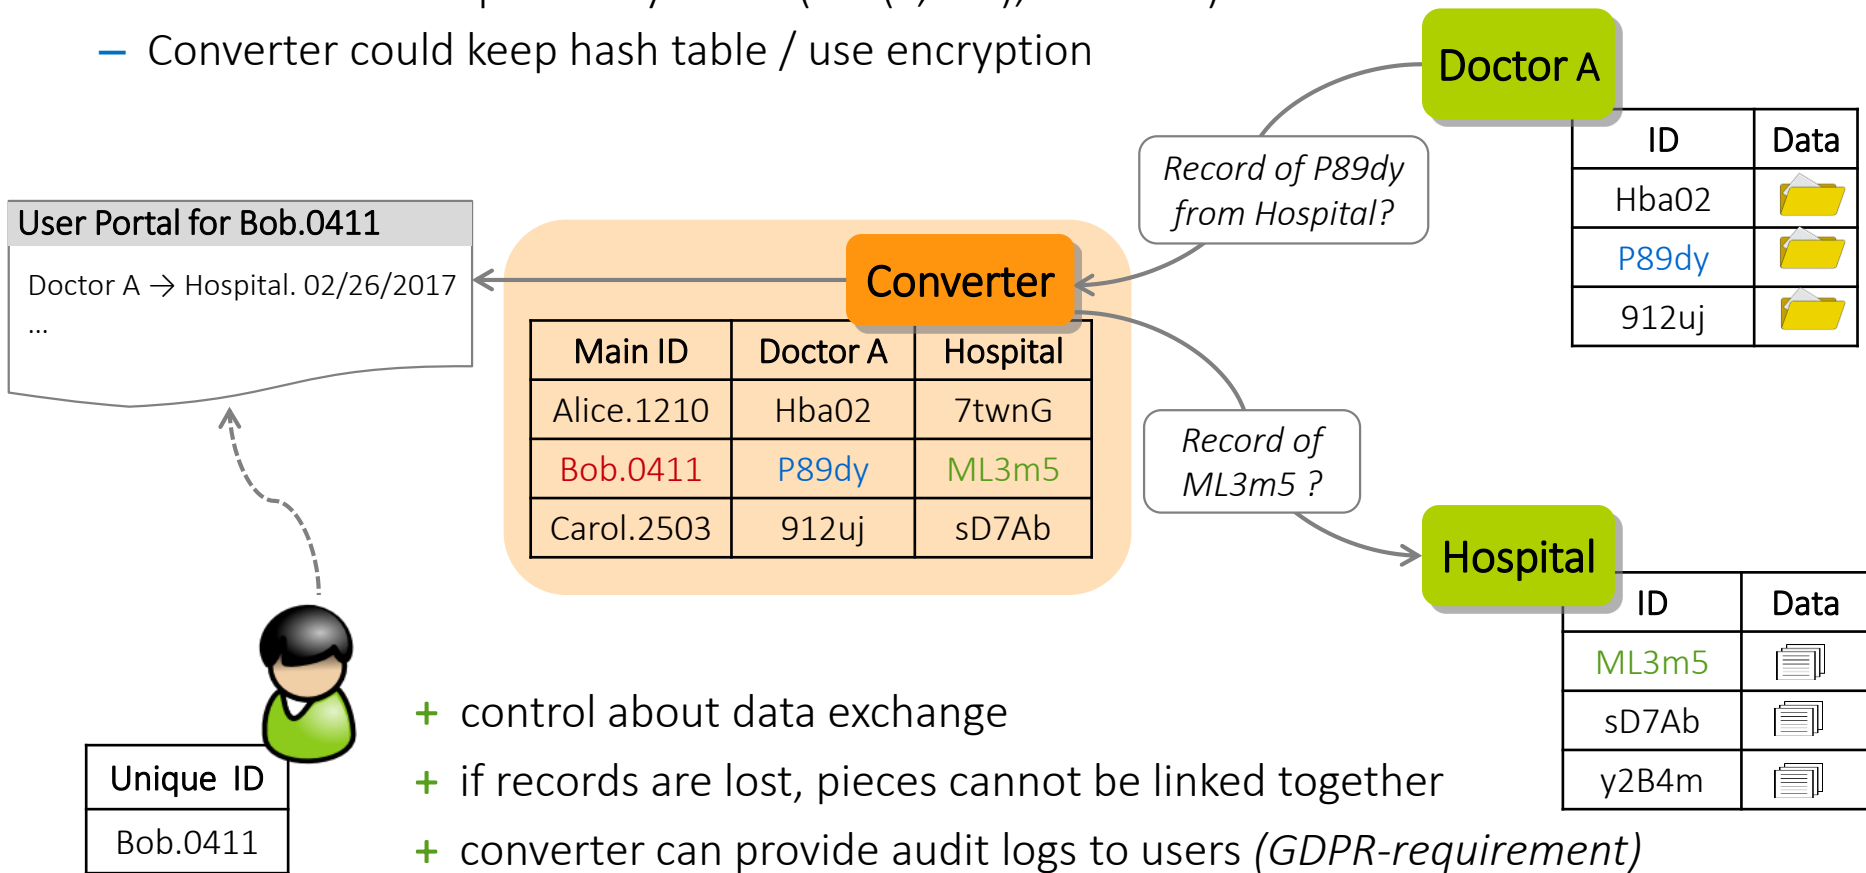 – Converter could keep hash table / use encryption
Doctor A
ID Data
Hba02
P89dy
912uj
Record of P89dy
from Hospital?
User Portal for Bob.0411
Doctor A → Hospital. 02/26/2017
...
Converter
Main ID Doctor A Hospital
Alice.1210 Hba02 7twnG
Bob.0411 P89dy ML3m5
Carol.2503 912uj sD7Ab
Record of
ML3m5 ?
Hospital
ID Data
ML3m5
sD7Ab
y2B4m
Unique ID
Bob.0411
+ control about data exchange
+ if records are lost, pieces cannot be linked together
+ converter can provide audit logs to users (GDPR-requirement)